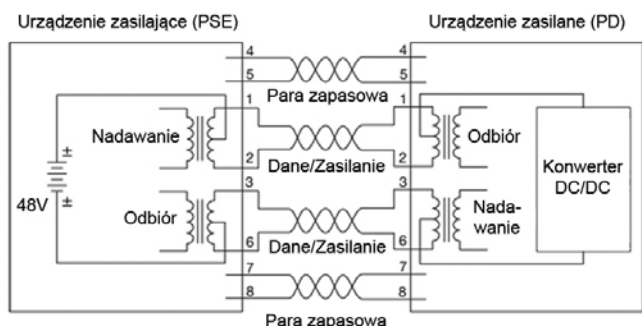 Urządzenie zasilające (PSE)
Urządzenie zasilane (PD)
4
4
5
5
Para zapasowa
1
1
Nadawanie
Odbiór
2
2
Dane/Zasilanie
±
48V
±
Konwerter
DC/DC
3
3
Odbiór
Nada-
wanie
6
6
Dane/Zasilanie
7
7
8
8
Para zapasowa